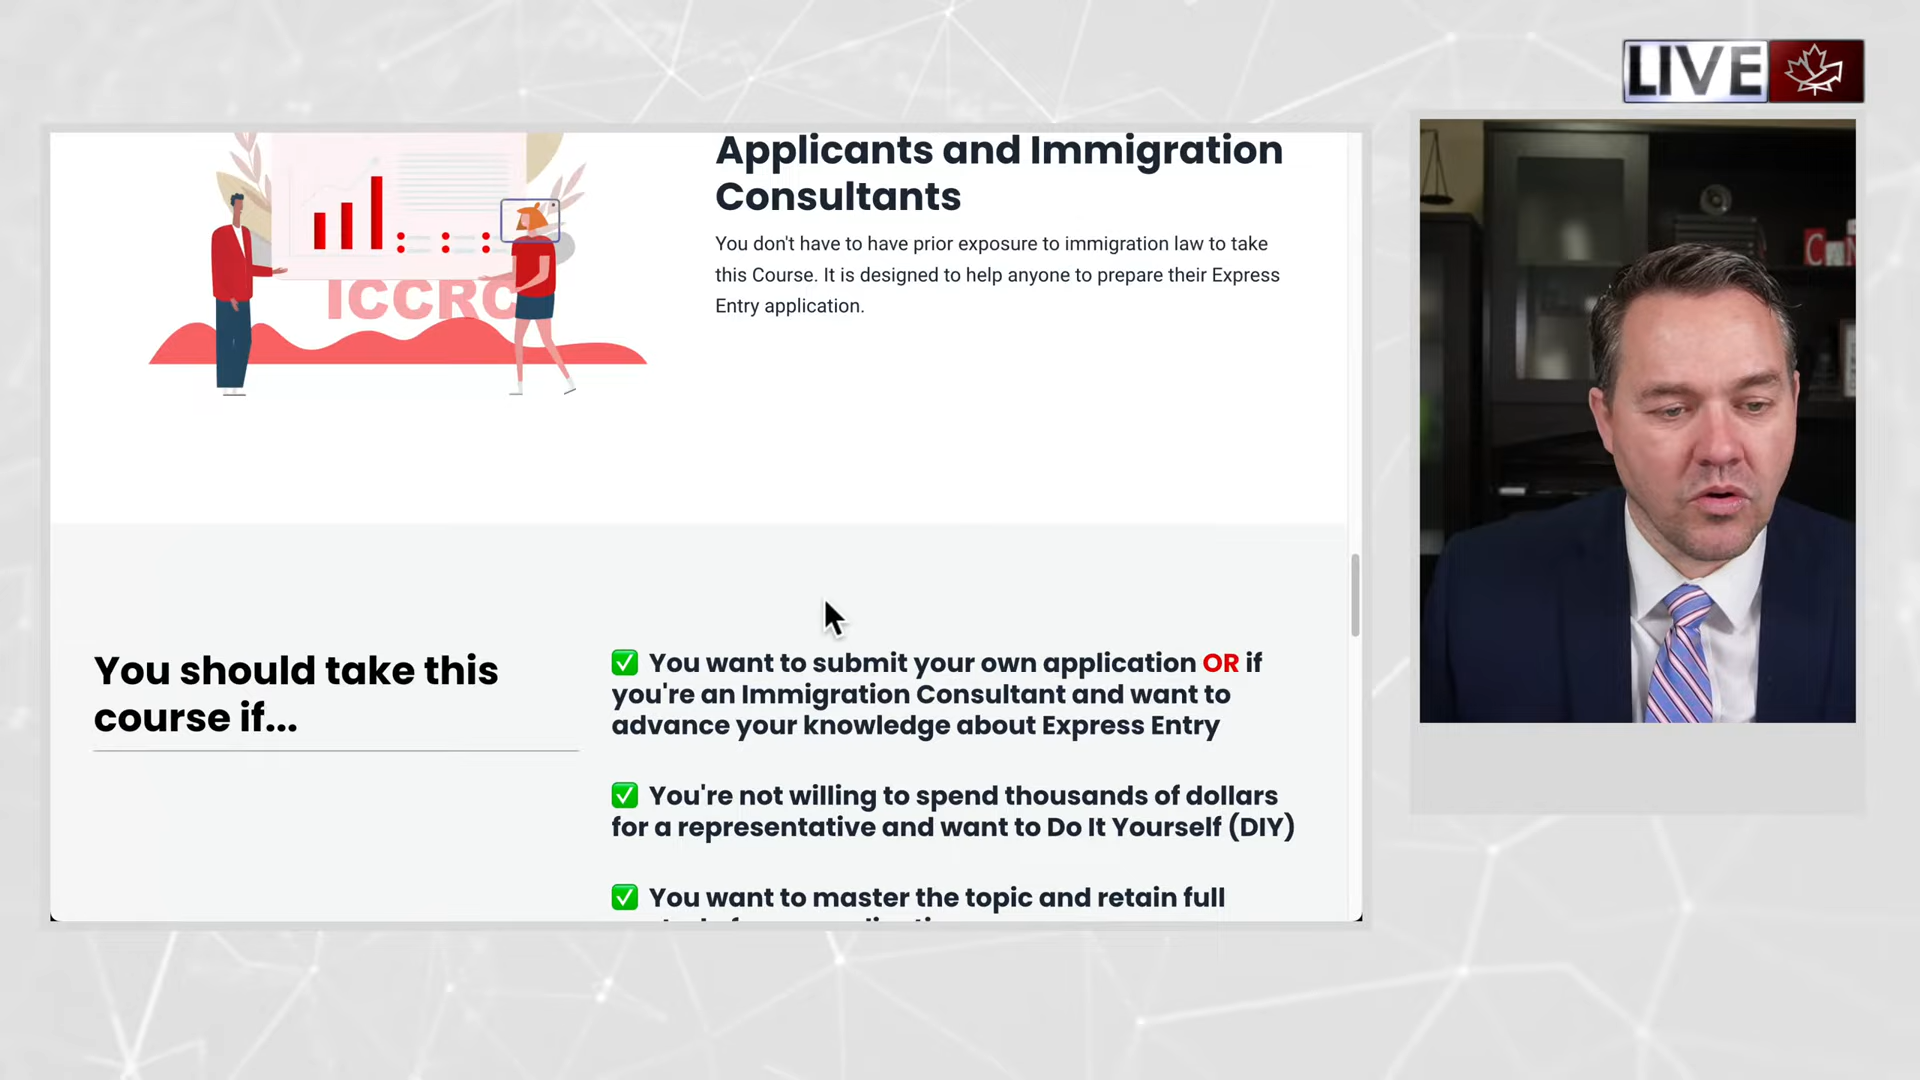 LIVE
Applicants and Immigration
Consultants
You don't have to have prior exposure to immigration law to take
this Course. It is designed to help anyone to prepare their Express
Entry application.
ICCRC
You should take this
course if...
✅ You want to submit your own application OR if
you're an Immigration Consultant and want to
advance your knowledge about Express Entry
✅ You're not willing to spend thousands of dollars
for a representative and want to Do It Yourself (DIY)
✅ You want to master the topic and retain full